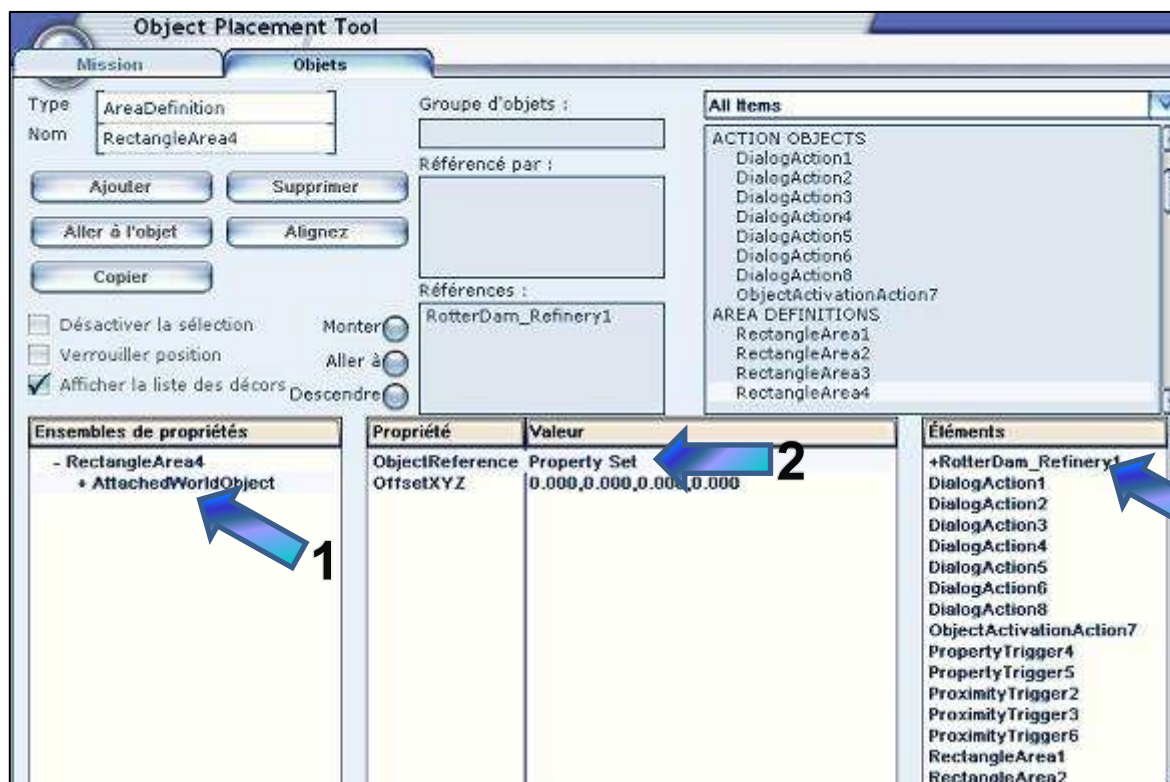 Object Placement Tool
Mission
Objets
Type
AreaDefinition
Nom
RectangleArea4
Ajouter
Supprimer
Aller à l'objet
Alignez
Copier
Désactiver la sélection
Verrouiller position
Afficher la liste des décors
Monter
Aller à
Descendre
Groupe d'objets :
Référencé par :
Références :
RotterDam_Refinery1
All Items
ACTION OBJECTS
DialogAction1
DialogAction2
DialogAction3
DialogAction4
DialogAction5
DialogAction6
DialogAction8
ObjectActivationAction7
AREA DEFINITIONS
RectangleArea1
RectangleArea2
RectangleArea3
RectangleArea4
Ensembles de propriétés
- RectangleArea4
+ AttachedWorldObject
1
Propriété
Valeur
ObjectReference Property Set
OffsetXYZ 0.000,0.000,0.000,0.000
2
Éléments
+RotterDam_Refinery1
DialogAction1
DialogAction2
DialogAction3
DialogAction4
DialogAction5
DialogAction6
DialogAction8
ObjectActivationAction7
PropertyTrigger4
PropertyTrigger5
ProximityTrigger2
ProximityTrigger3
ProximityTrigger6
RectangleArea1
RectangleArea2